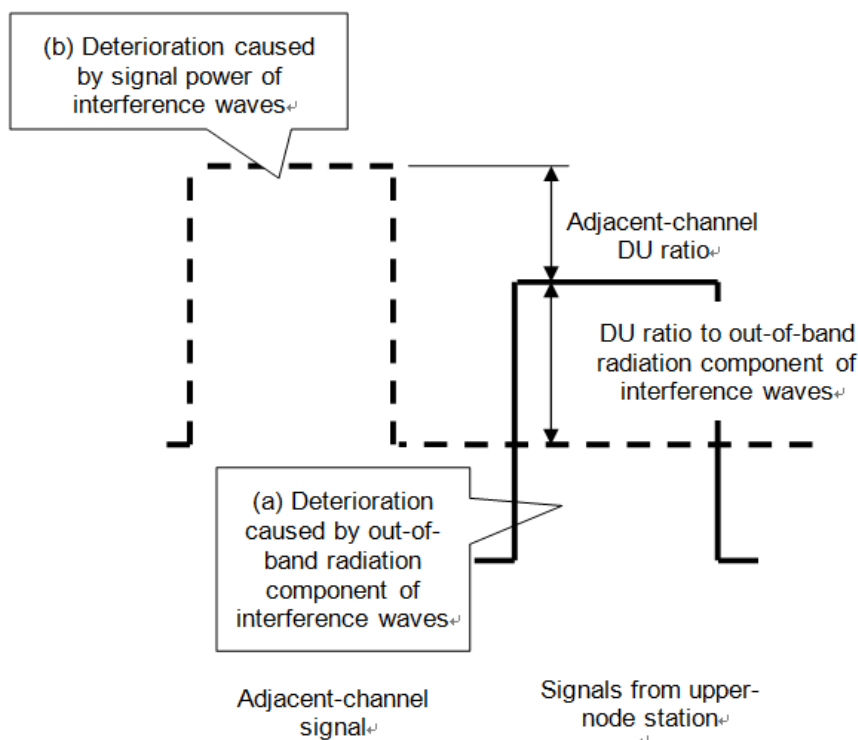 (b) Deterioration caused
by signal power of
interference waves↵
Adjacent-channel
DU ratio↵
DU ratio to out-of-band
radiation component of
interference waves↵
(a) Deterioration
caused by out-of-
band radiation
component of
interference waves↵
Adjacent-channel
signal↵
Signals from upper-
node station↵
↵